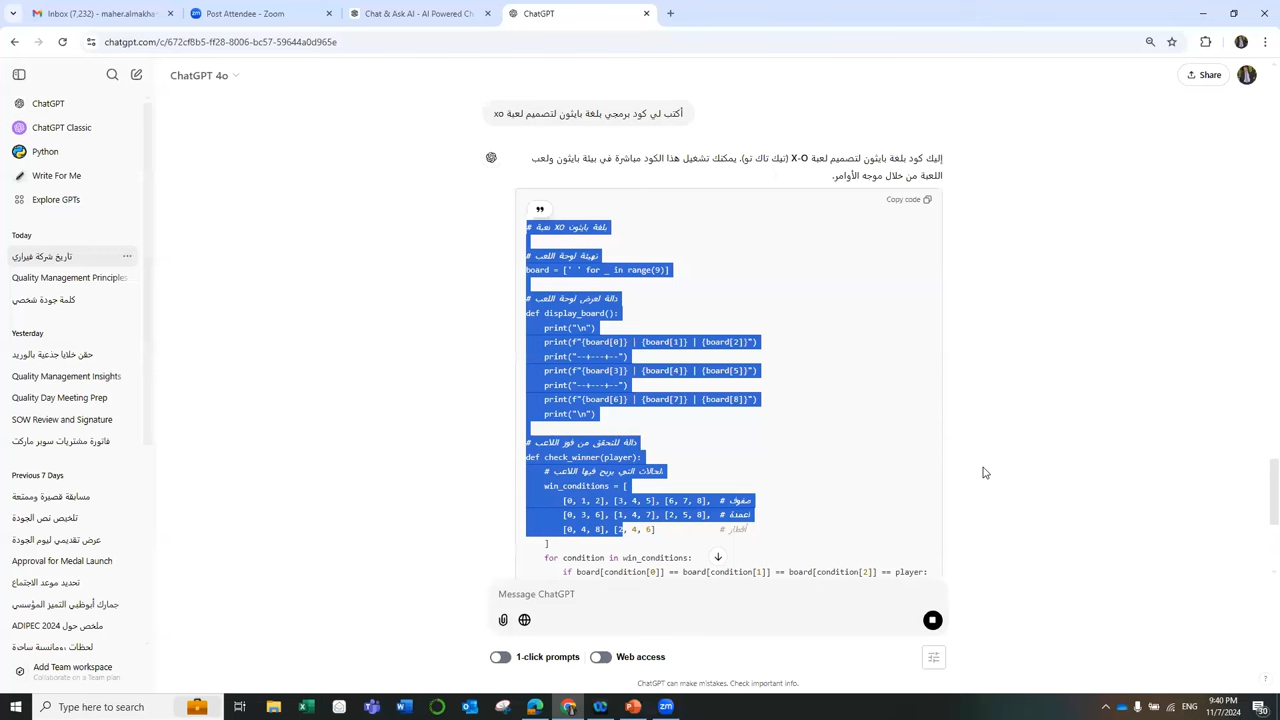 Inbox (7,232) - maher.almakha
Post Attendee - Zoom
Chat & Ask AI - AI Powered Ch
ChatGPT
chatgpt.com/c/672cf8b5-ff28-8006-bc57-59644a0d965e
ChatGPT 4o
Share
ChatGPT
ChatGPT Classic
Python
Write For Me
Explore GPTs
Today
تاريخ شركة فيراري
Quality Management Principles
كلمة جودة شخصي
Yesterday
حقن خلايا جذعية بالوريد
Quality Management Insights
Quality Day Meeting Prep
SOW Review and Signature
فاتورة مشتريات سوبر ماركت
Previous 7 Days
مسابقة قصيرة وممتعة
تلخيص نص الجودة
عرض تقديمي ليوم الجودة
Approval for Medal Launch
تحديد موعد الاجتماع
جمارك أبوظبي التميز المؤسسي
ADIPEC 2024 ملخص حول
لحظات رومانسية ساحرة
Add Team workspace
Collaborate on a Team plan
أكتب لي كود برمجي بلغة بايثون لتصميم لعبة xo
إليك كود بلغة بايثون لتصميم لعبة X-O (تيك تاك تو). يمكنك تشغيل هذا الكود مباشرة في بيئة بايثون ولعب
اللعبة من خلال موجه الأوامر.
Copy code
# لعبة XO بلغة بايثون
# تهيئة لوحة اللعب
board = [' ' for _ in range(9)]
# دالة لعرض لوحة اللعب
def display_board():
print("\n")
print(f"{board[0]} | {board[1]} | {board[2]}")
print("--+---+--")
print(f"{board[3]} | {board[4]} | {board[5]}")
print("--+---+--")
print(f"{board[6]} | {board[7]} | {board[8]}")
print("\n")
# دالة للتحقق من فوز اللاعب
def check_winner(player):
# الحالات التي يربح فيها اللاعب
win_conditions = [
[0, 1, 2], [3, 4, 5], [6, 7, 8], # صفوف
[0, 3, 6], [1, 4, 7], [2, 5, 8], # أعمدة
[0, 4, 8], [2, 4, 6] # أقطار
]
for condition in win_conditions:
if board[condition[0]] == board[condition[1]] == board[condition[2]] == player:
Message ChatGPT
1-click prompts
Web access
ChatGPT can make mistakes. Check important info.
?
Type here to search
9:40 PM
11/7/2024